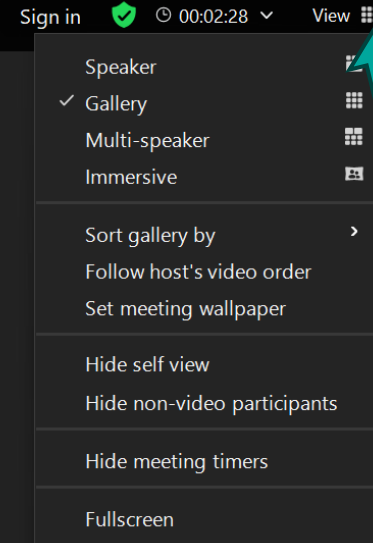 Sign in 00:02:28 View
Speaker
Gallery
Multi-speaker
Immersive
Sort gallery by
Follow host's video order
Set meeting wallpaper
Hide self view
Hide non-video participants
Hide meeting timers
Fullscreen